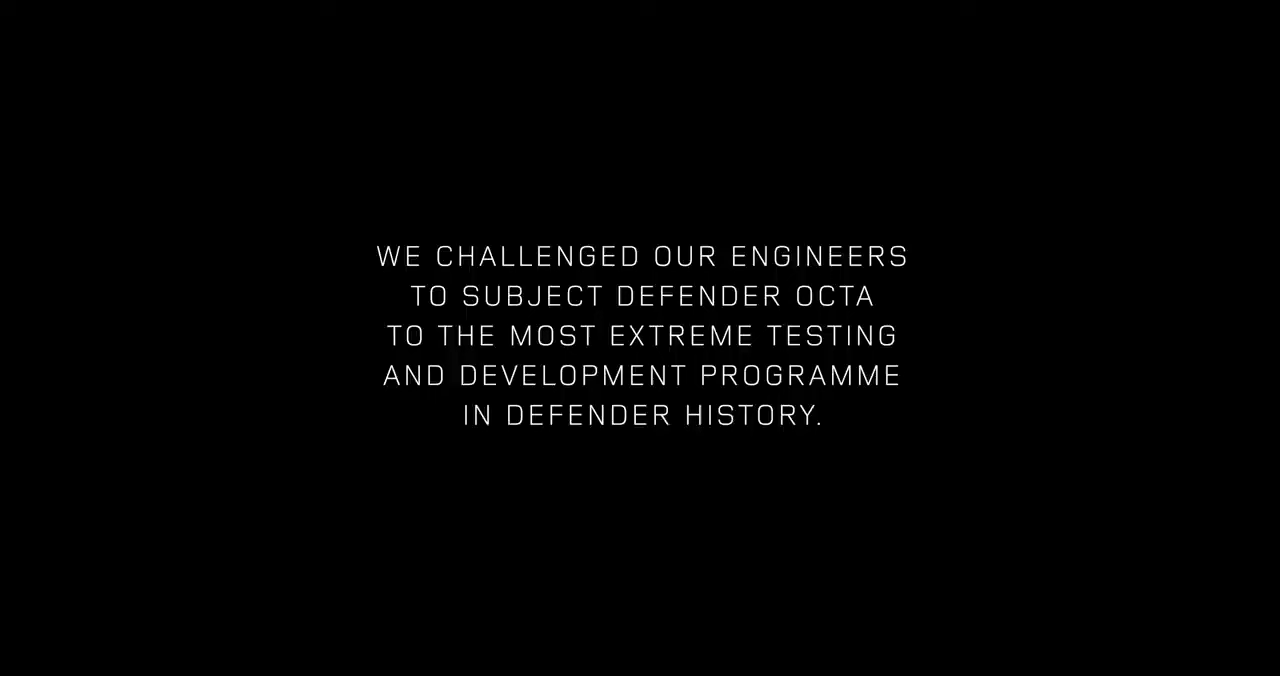 WE CHALLENGED OUR ENGINEERS
TO SUBJECT DEFENDER OCTA
TO THE MOST EXTREME TESTING
AND DEVELOPMENT PROGRAMME
IN DEFENDER HISTORY.